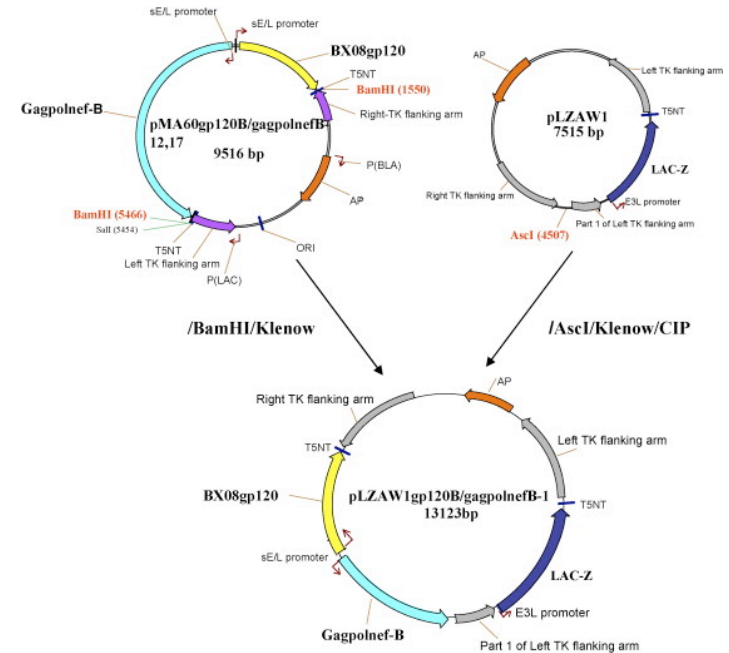 sE/L promoter
sE/L promoter
BX08gp120
T5NT
BamHI (1550)
Right-TK flanking arm
Gagpolnef-B
pMA60gp120B/gagpolnefB
12,17
9516 bp
P(BLA)
AP
BamHI (5466)
SalI (5454)
T5NT
Left TK flanking arm
P(LAC)
ORI
AP
Left TK flanking arm
pLZAW1
7515 bp
T5NT
LAC-Z
Right TK flanking arm
E3L promoter
Part 1 of Left TK flanking arm
AscI (4507)
/BamHI/Klenow
/AscI/Klenow/CIP
Right TK flanking arm
AP
T5NT
Left TK flanking arm
BX08gp120
pLZAW1gp120B/gagpolnefB-1
13123bp
T5NT
sE/L promoter
LAC-Z
E3L promoter
Gagpolnef-B
Part 1 of Left TK flanking arm